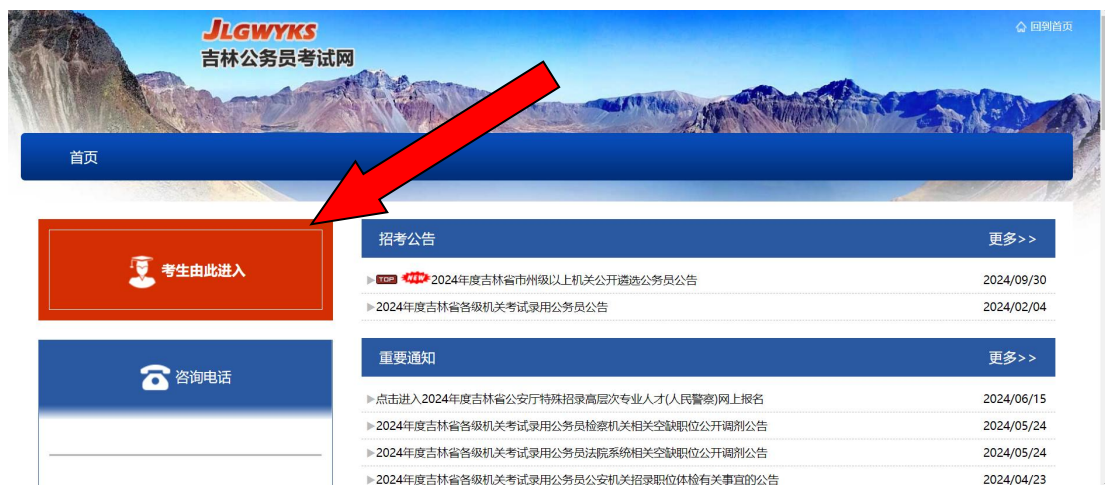 JLGWYKS
吉林公务员考试网
回到首页
首页
考生由此进入
咨询电话
招考公告 更多>>
TOP NEW 2024年度吉林省市州级以上机关公开遴选公务员公告 2024/09/30
2024年度吉林省各级机关考试录用公务员公告 2024/02/04
重要通知 更多>>
点击进入2024年度吉林省公安厅特殊招录高层次专业人才(人民警察)网上报名 2024/06/15
2024年度吉林省各级机关考试录用公务员检察机关相关空缺职位公开调剂公告 2024/05/24
2024年度吉林省各级机关考试录用公务员法院系统相关空缺职位公开调剂公告 2024/05/24
2024年度吉林省各级机关考试录用公务员公安机关招录职位体检有关事宜的公告 2024/04/23